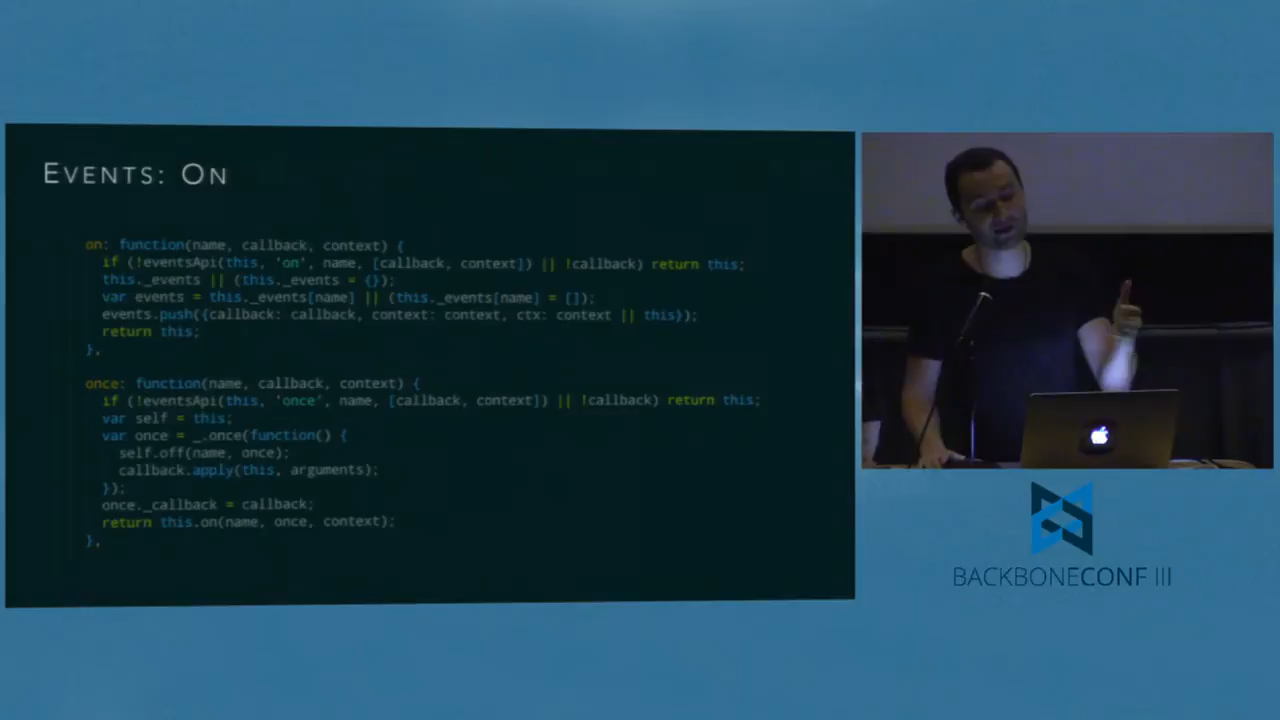 EVENTS: ON
on: function(name, callback, context) {
if (!eventsApi(this, 'on', name, [callback, context]) || !callback) return this;
this._events || (this._events = {});
var events = this._events[name] || (this._events[name] = []);
events.push({callback: callback, context: context, ctx: context || this});
return this;
},
once: function(name, callback, context) {
if (!eventsApi(this, 'once', name, [callback, context]) || !callback) return this;
var self = this;
var once = _.once(function() {
self.off(name, once);
callback.apply(this, arguments);
});
once._callback = callback;
return this.on(name, once, context);
},
BACKBONECONF III